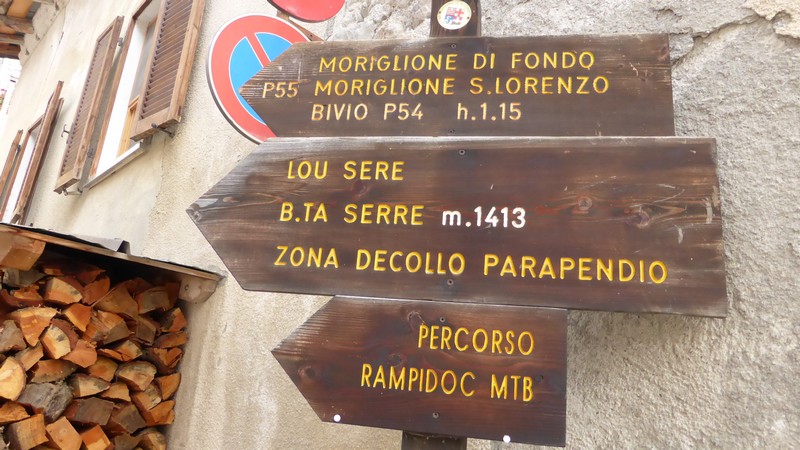 MORIGLIONE DI FONDO
P55 MORIGLIONE S.LORENZO
BIVIO P54 h.1.15
LOU SERE
B.TA SERRE m.1413
ZONA DECOLLO PARAPENDIO
PERCORSO
RAMPIDOC MTB